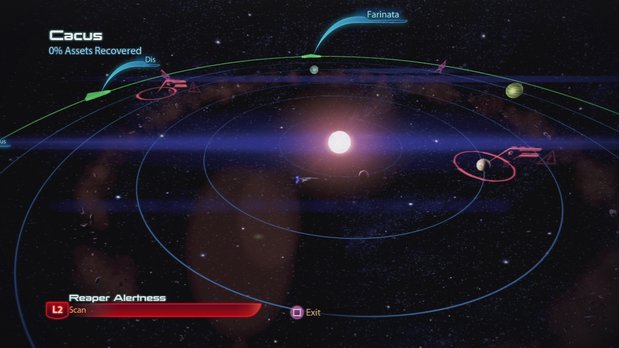 Cacus
0% Assets Recovered
Farinata
Dis
Reaper Alertness
L2
Scan
Exit